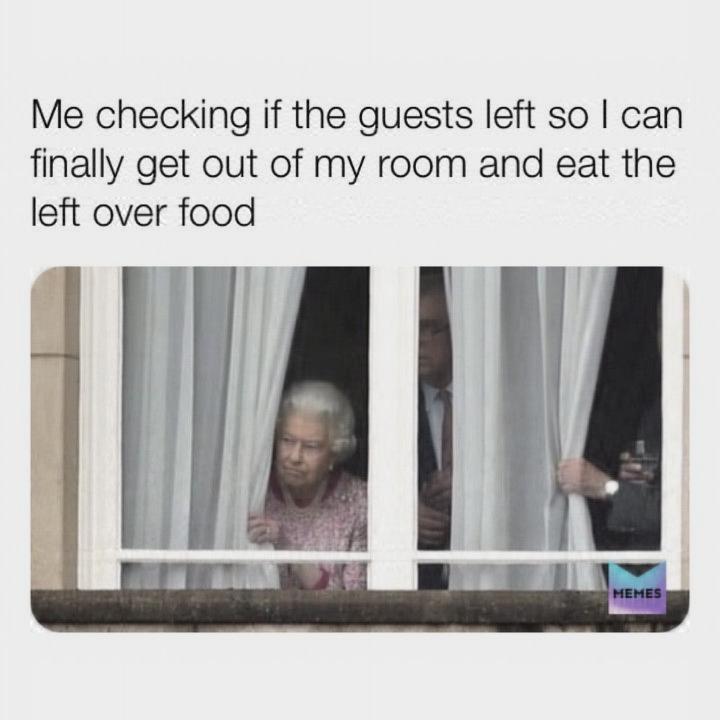 Me checking if the guests left so I can
finally get out of my room and eat the
left over food
MEMES